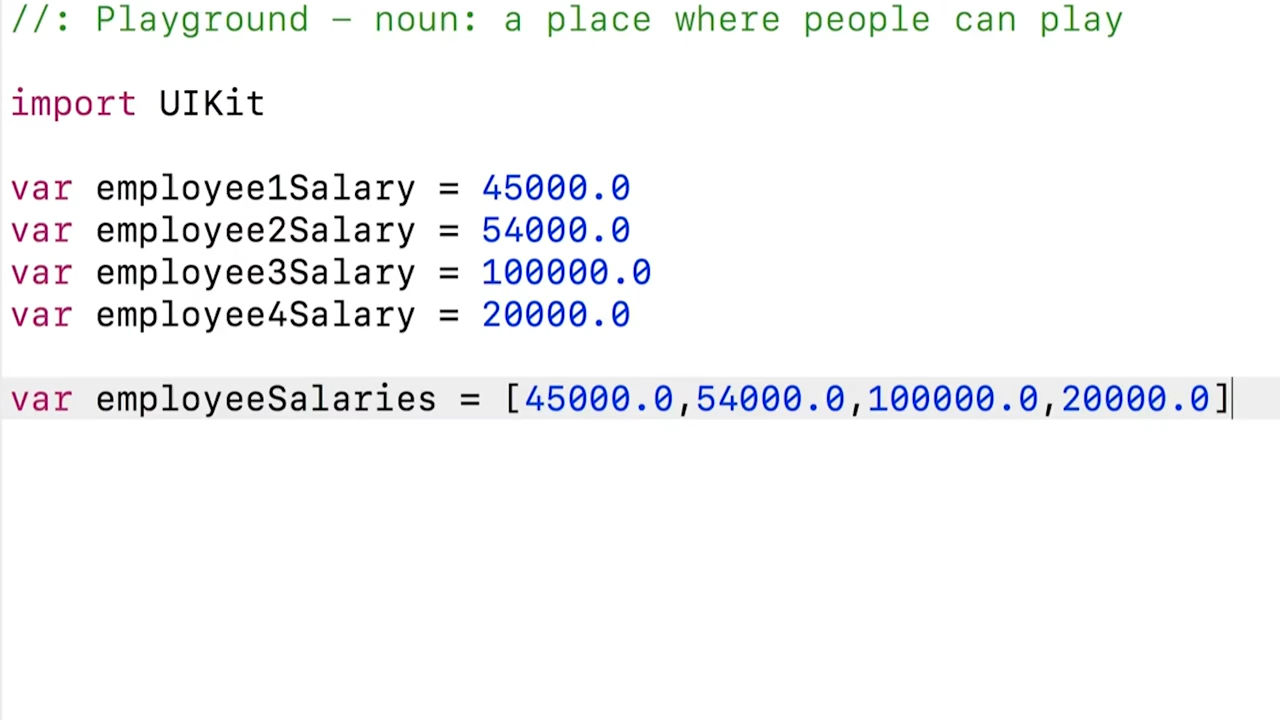 //: Playground – noun: a place where people can play
import UIKit
var employee1Salary = 45000.0
var employee2Salary = 54000.0
var employee3Salary = 100000.0
var employee4Salary = 20000.0
var employeeSalaries = [45000.0,54000.0,100000.0,20000.0]